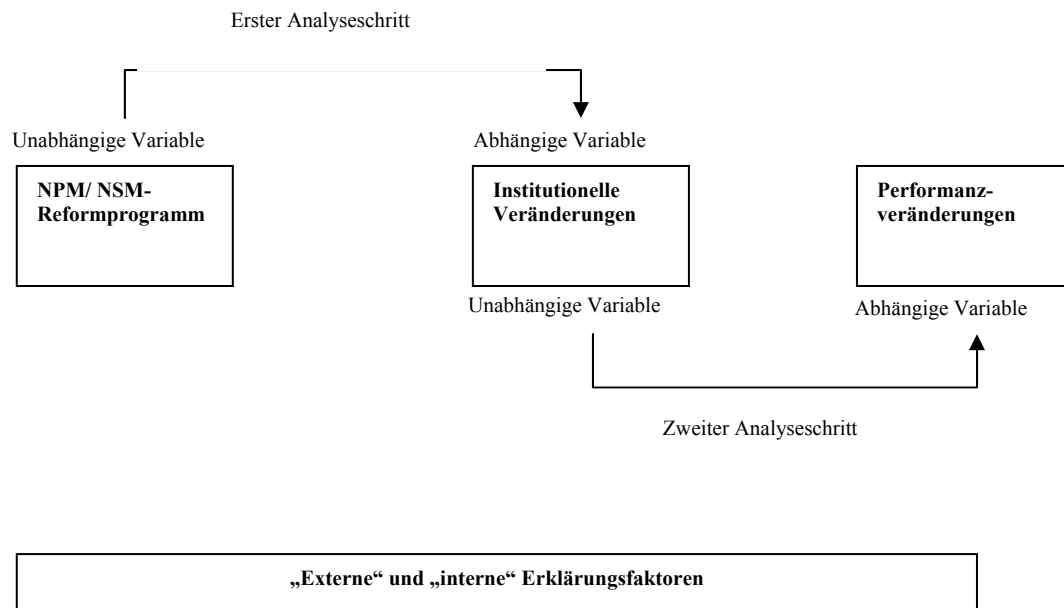 Erster Analyseschritt
Unabhängige Variable
Abhängige Variable
NPM/ NSM-
Reformprogramm
Institutionelle
Veränderungen
Performanz-
veränderungen
Unabhängige Variable
Abhängige Variable
Zweiter Analyseschritt
„Externe“ und „interne“ Erklärungsfaktoren